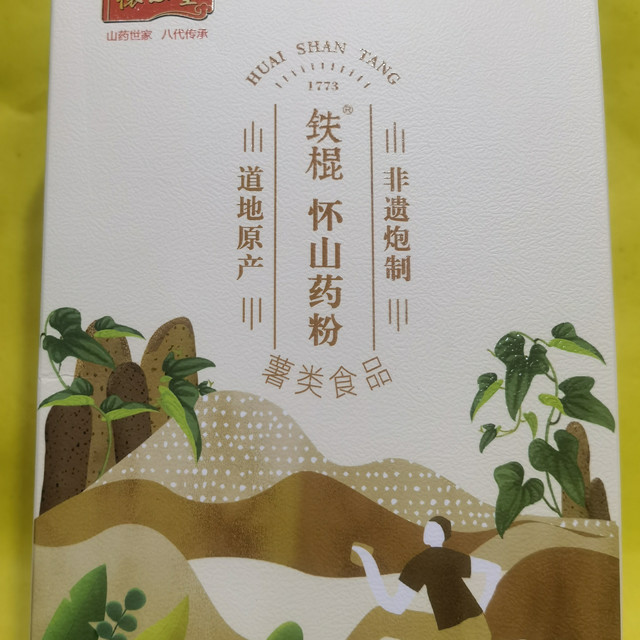 山药世家 八代传承
HUAI SHAN TANG
1773
铁棍 怀山药粉
道地原产
非遗炮制
薯类食品